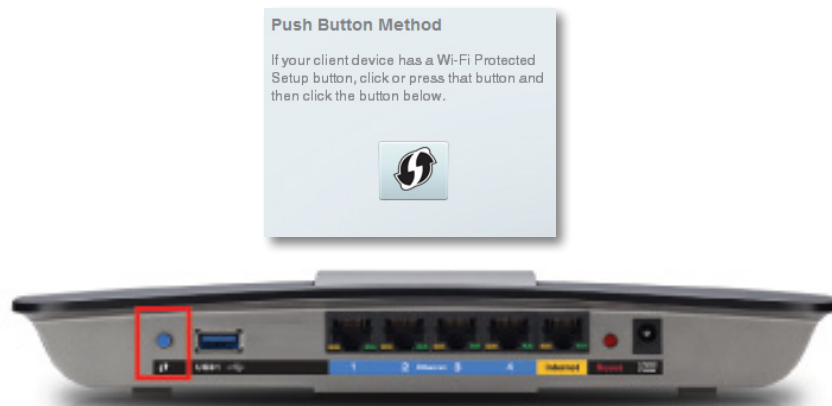 Push Button Method
If your client device has a Wi-Fi Protected
Setup button, click or press that button and
then click the button below.
USB1
1 2 Ethernet 3 4 Internet Reset